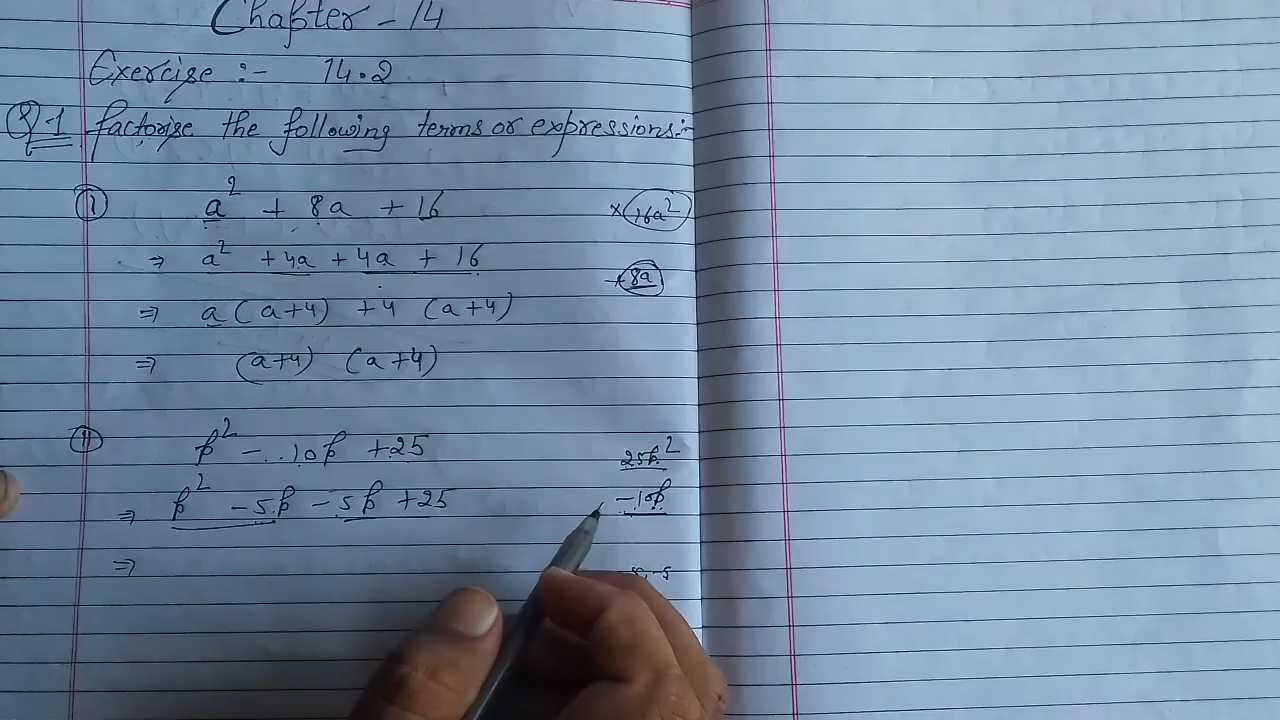 Chapter - 14
Exercise :- 14.2
Q.1 factorise the following terms or expressions:-
(i) a² + 8a + 16
×16a²
⇒ a² + 4a + 4a + 16
+8a
⇒ a(a+4) +4 (a+4)
⇒ (a+4) (a+4)
(ii) p² - 10p + 25
25p²
⇒ p² - 5p - 5p + 25
-10p
⇒
-5